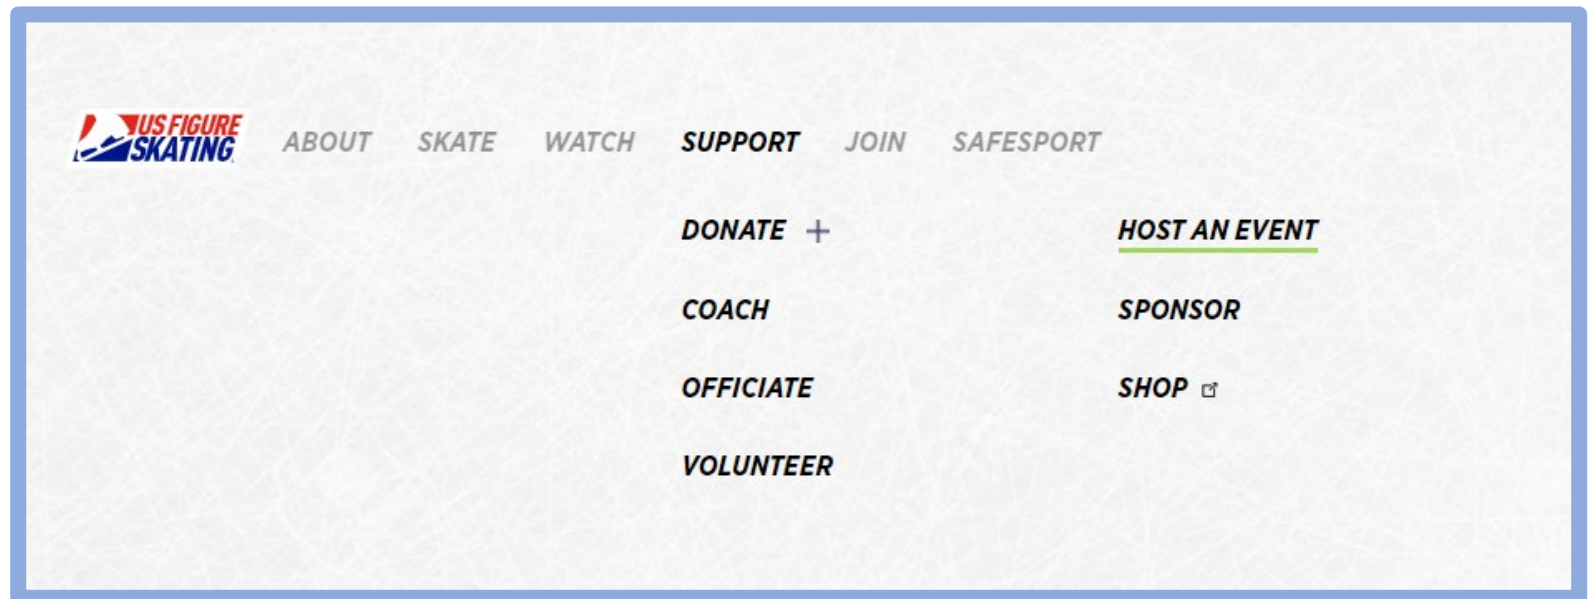 US FIGURE
SKATING
ABOUT SKATE WATCH SUPPORT JOIN SAFESPORT
DONATE +
HOST AN EVENT
COACH
SPONSOR
OFFICIATE
SHOP
VOLUNTEER